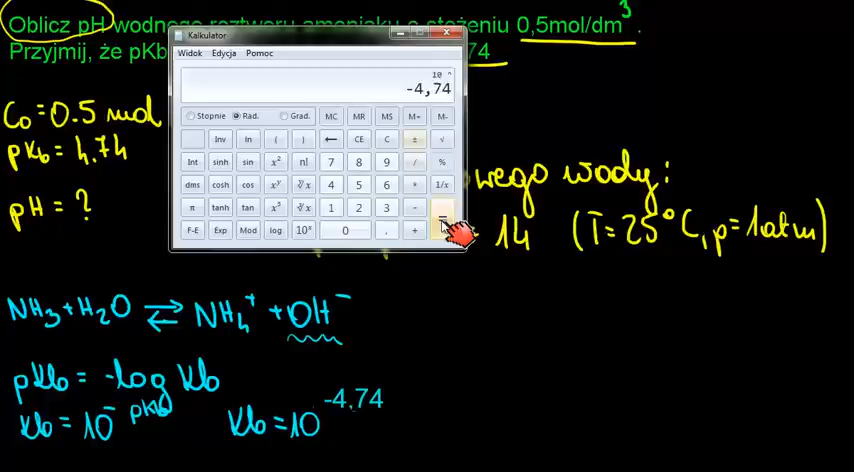 Oblicz pH wodnego roztworu amoniaku o stężeniu 0,5mol/dm³.
Przyjmij, że pKb 74
Kalkulator
Widok Edycja Pomoc
10 ^
-4,74
Stopnie Rad. Grad. MC MR MS M+ M-
Inv ln ( ) ← CE C ± √
Int sinh sin x² n! 7 8 9 / %
dms cosh cos xʸ ʸ√x 4 5 6 * 1/x
π tanh tan x³ ³√x 1 2 3 - =
F-E Exp Mod log 10ˣ 0 , +
C₀ = 0.5 mol
pKb = 4.74
pH = ?
wego wody:
14 (T = 25°C, p = 1atm)
NH₃ + H₂O ⇄ NH₄⁺ + OH⁻
pKb = -log Kb
Kb = 10^-pKb Kb = 10^-4,74